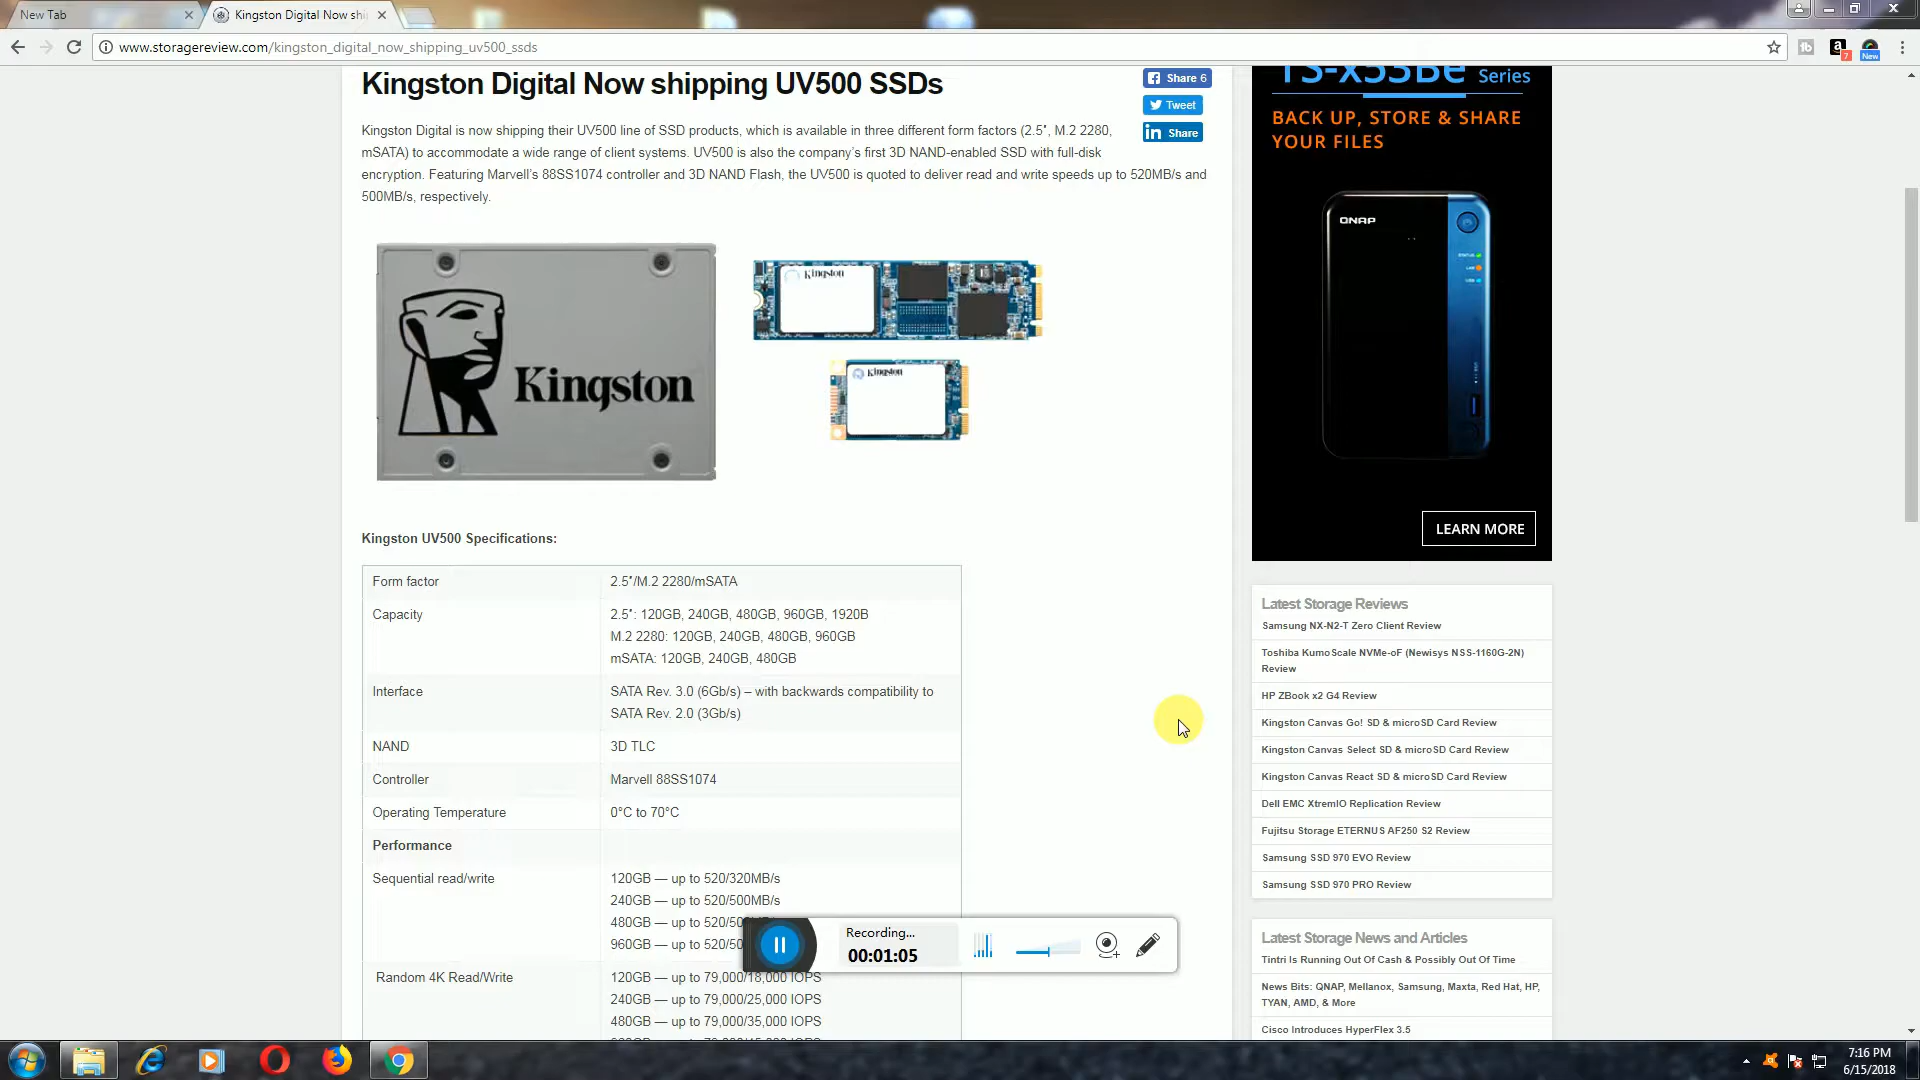 New Tab
Kingston Digital Now shi
www.storagereview.com/kingston_digital_now_shipping_uv500_ssds
7
New
Kingston Digital Now shipping UV500 SSDs
Share 6
Tweet
Share
Kingston Digital is now shipping their UV500 line of SSD products, which is available in three different form factors (2.5", M.2 2280,
mSATA) to accommodate a wide range of client systems. UV500 is also the company's first 3D NAND-enabled SSD with full-disk
encryption. Featuring Marvell's 88SS1074 controller and 3D NAND Flash, the UV500 is quoted to deliver read and write speeds up to 520MB/s and
500MB/s, respectively.
Kingston
Kingston
Kingston
Kingston UV500 Specifications:
Form factor 2.5"/M.2 2280/mSATA
Capacity 2.5": 120GB, 240GB, 480GB, 960GB, 1920B
M.2 2280: 120GB, 240GB, 480GB, 960GB
mSATA: 120GB, 240GB, 480GB
Interface SATA Rev. 3.0 (6Gb/s) – with backwards compatibility to
SATA Rev. 2.0 (3Gb/s)
NAND 3D TLC
Controller Marvell 88SS1074
Operating Temperature 0°C to 70°C
Performance
Sequential read/write 120GB — up to 520/320MB/s
240GB — up to 520/500MB/s
480GB — up to
960GB — up to
Random 4K Read/Write 120GB — up to 79,000/18,000 IOPS
240GB — up to 79,000/25,000 IOPS
480GB — up to 79,000/35,000 IOPS
Recording...
00:01:05
TS-x53Be Series
BACK UP, STORE & SHARE
YOUR FILES
QNAP
LEARN MORE
Latest Storage Reviews
Samsung NX-N2-T Zero Client Review
Toshiba KumoScale NVMe-oF (Newisys NSS-1160G-2N)
Review
HP ZBook x2 G4 Review
Kingston Canvas Go! SD & microSD Card Review
Kingston Canvas Select SD & microSD Card Review
Kingston Canvas React SD & microSD Card Review
Dell EMC XtremIO Replication Review
Fujitsu Storage ETERNUS AF250 S2 Review
Samsung SSD 970 EVO Review
Samsung SSD 970 PRO Review
Latest Storage News and Articles
Tintri Is Running Out Of Cash & Possibly Out Of Time
News Bits: QNAP, Mellanox, Samsung, Maxta, Red Hat, HP,
TYAN, AMD, & More
Cisco Introduces HyperFlex 3.5
7:16 PM
6/15/2018